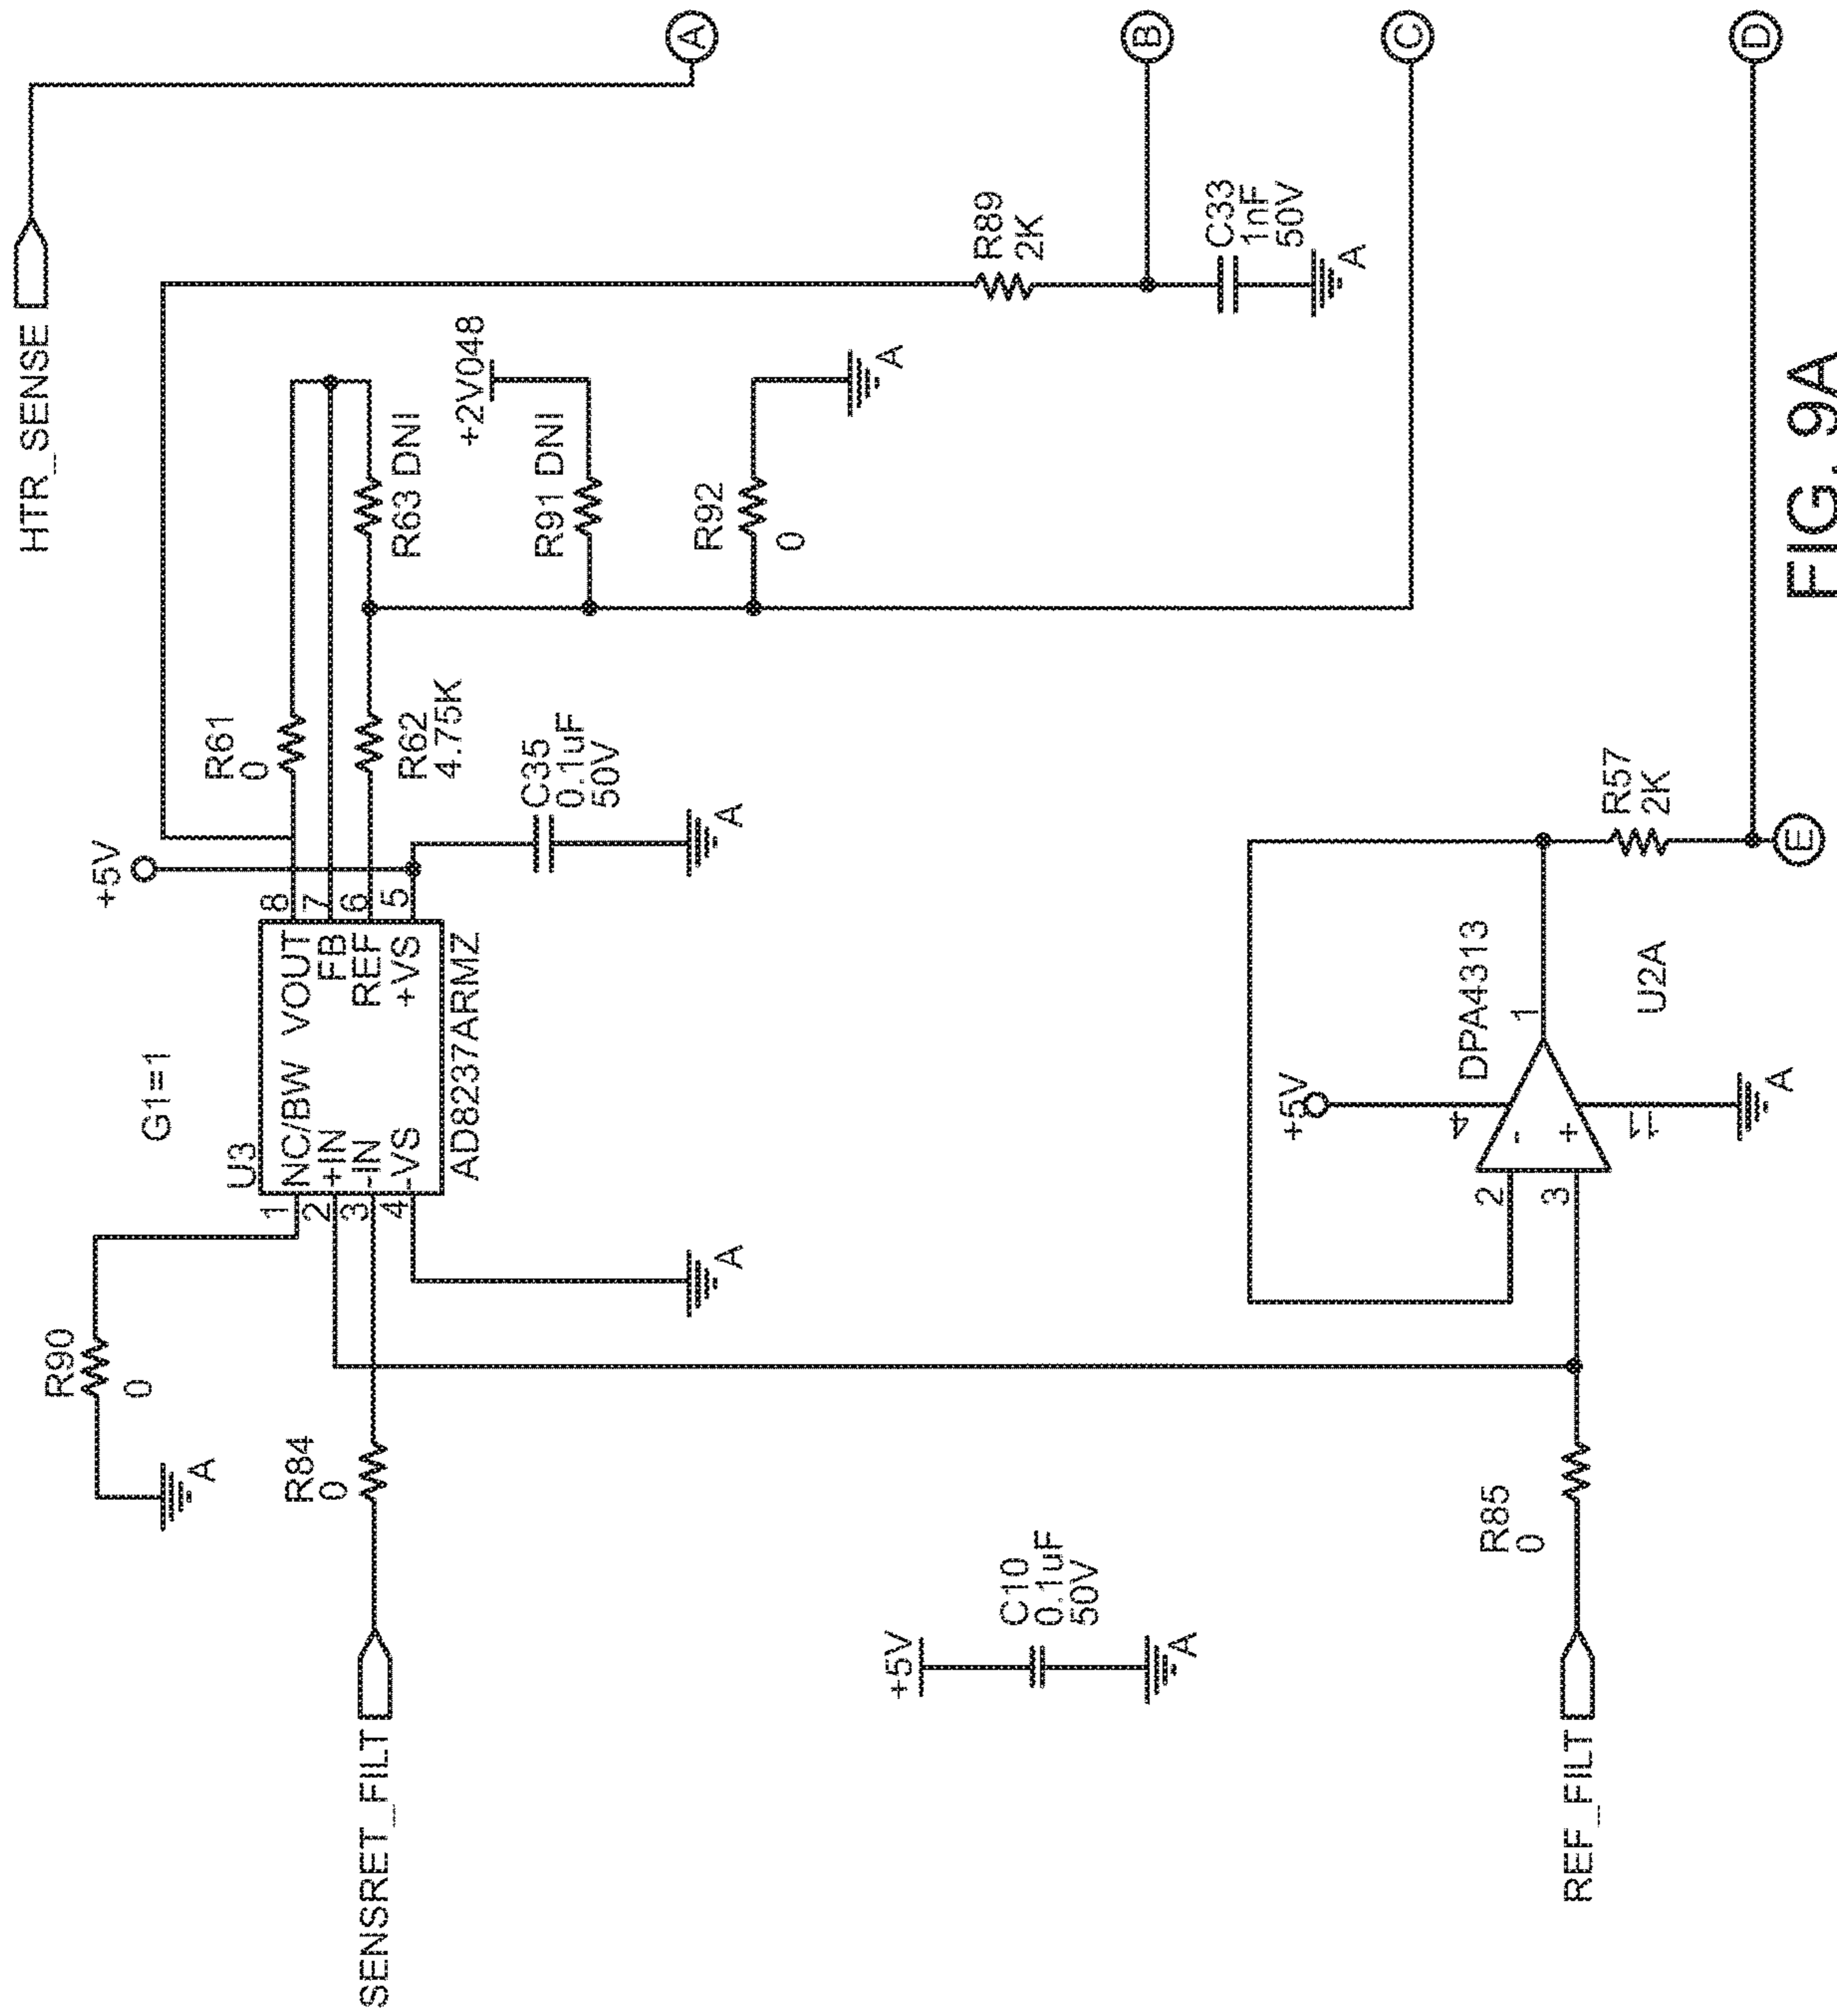 HTR_SENSE
A
+5V
R61
0
R62
4.75K
C35
0.1uF
50V
A
R63 DNI
+2V048
R91 DNI
R92
0
A
R89
2K
B
C33
1nF
50V
A
C
R90
0
A
G1=1
U3
1 NC/BW VOUT 8
2 +IN FB 7
3 -IN REF 6
4 -VS +VS 5
AD8237ARMZ
A
SENSRET_FILT
R84
0
+5V
C10
0.1uF
50V
A
+5V
4
DPA4313
2
-
1
3
+
11
U2A
A
R57
2K
D
E
REF_FILT
R85
0
FIG. 9A